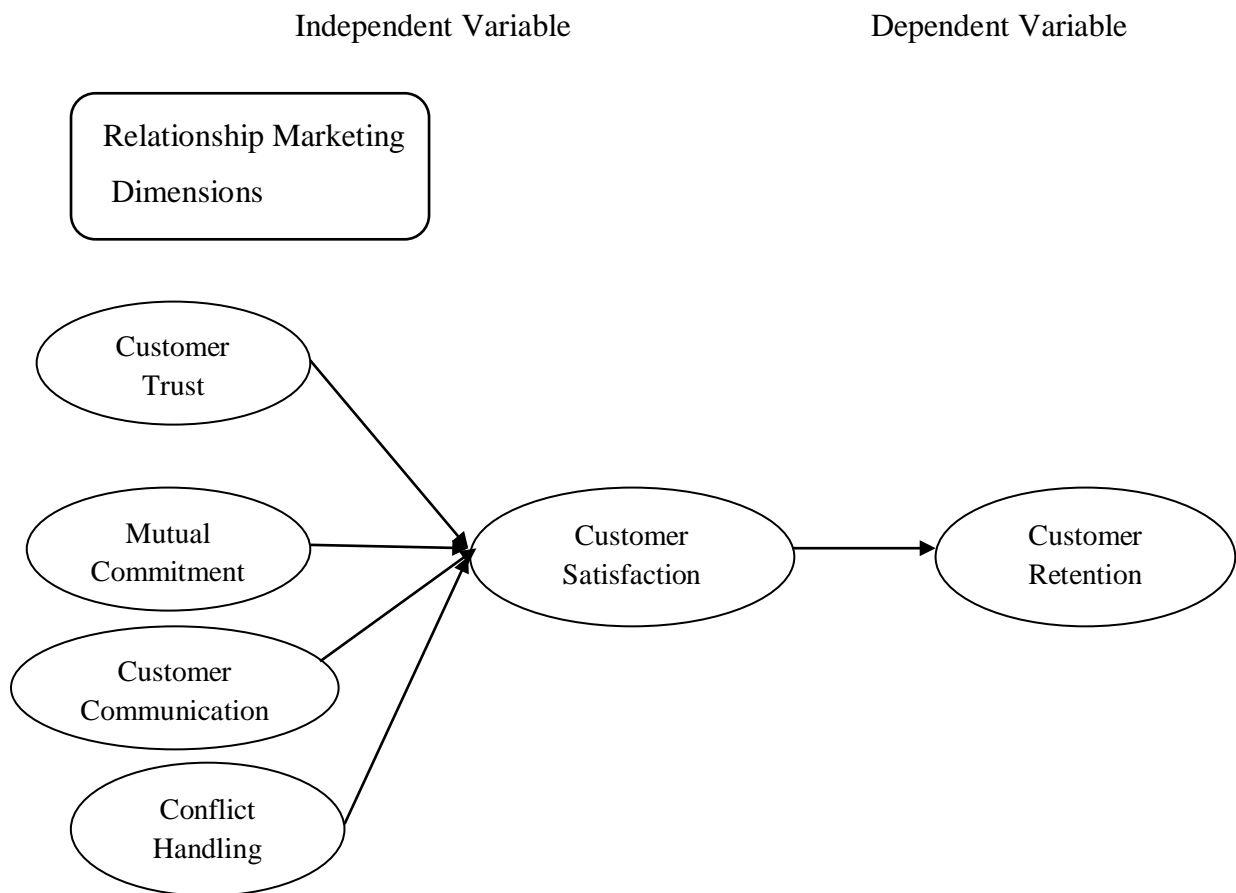 Independent Variable
Dependent Variable
Relationship Marketing
Dimensions
Customer
Trust
Mutual
Commitment
Customer
Satisfaction
Customer
Retention
Customer
Communication
Conflict
Handling